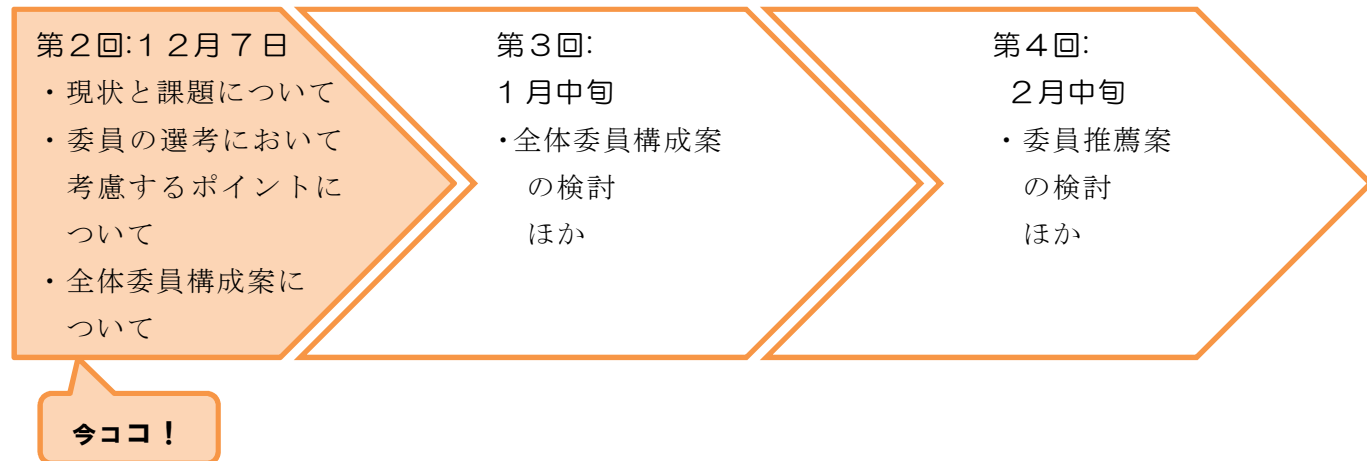 第２回:１２月７日
・現状と課題について
・委員の選考において
考慮するポイントに
ついて
・全体委員構成案に
ついて
第３回:
１月中旬
・全体委員構成案
の検討
ほか
第４回:
２月中旬
・委員推薦案
の検討
ほか
今ココ！